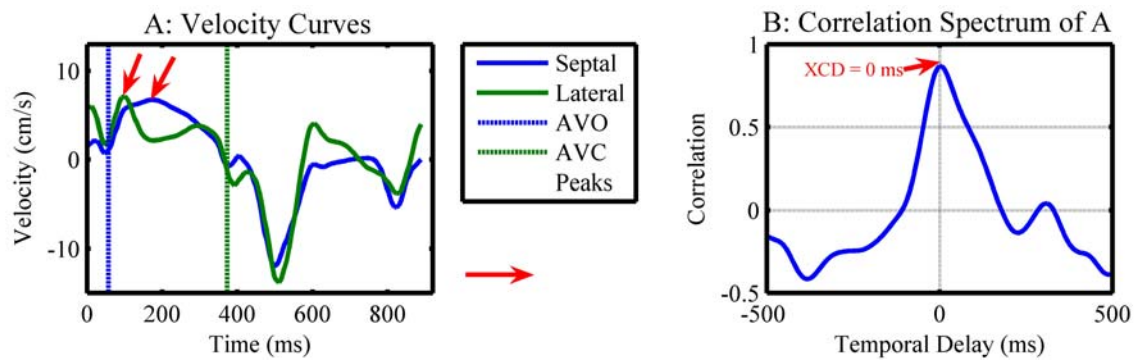 A: Velocity Curves
10
0
-10
Velocity (cm/s)
0
200
400
600
800
Time (ms)
Septal
Lateral
AVO
AVC
Peaks
B: Correlation Spectrum of A
XCD = 0 ms
1
0.5
0
-0.5
Correlation
-500
0
500
Temporal Delay (ms)